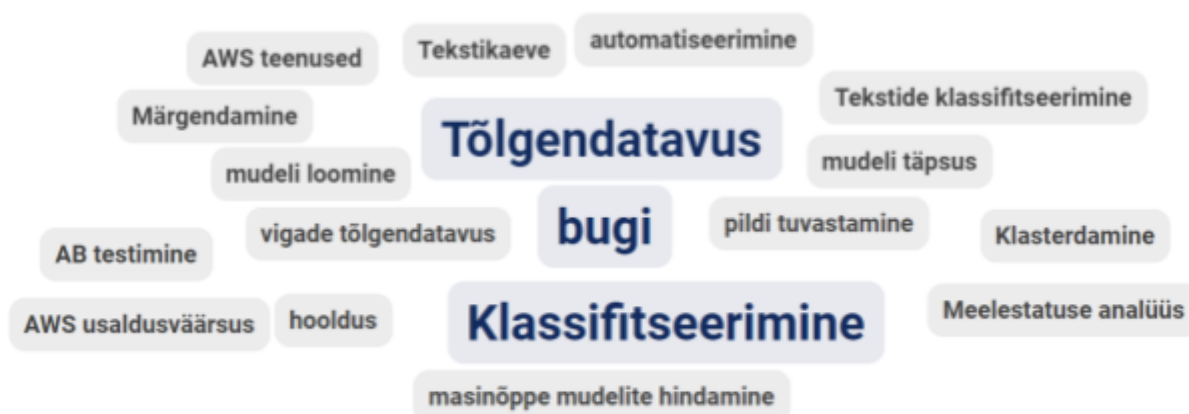 automatiseerimine
AWS teenused
Tekstikaeve
Tekstide klassifitseerimine
Märgendamine
Tõlgendatavus
mudeli täpsus
mudeli loomine
pildi tuvastamine
bugi
vigade tõlgendatavus
Klasterdamine
AB testimine
Meelestatuse analüüs
hooldus
AWS usaldusväärsus
Klassifitseerimine
masinõppe mudelite hindamine